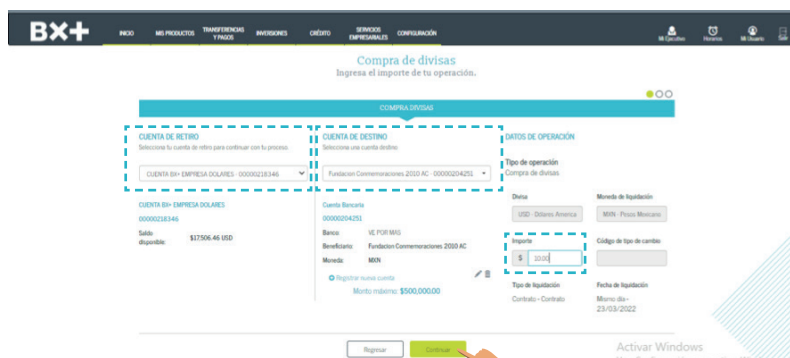 BX+
INICIO MIS PRODUCTOS TRANSFERENCIAS Y PAGOS INVERSIONES CRÉDITO SERVICIOS EMPRESARIALES CONFIGURACIÓN
Mi Ejecutivo Horarios Mi Usuario Salir
Compra de divisas
Ingresa el importe de tu operación.
COMPRA DIVISAS
CUENTA DE RETIRO
Selecciona tu cuenta de retiro para continuar con tu proceso.
CUENTA BX+ EMPRESA DOLARES - 00000218346
CUENTA BX+ EMPRESA DOLARES
00000218346
Saldo disponible: $17,506.46 USD
CUENTA DE DESTINO
Selecciona una cuenta destino.
Fundacion Conmemoraciones 2010 AC - 00000204251
Cuenta Bancaria
00000204251
Banco: VE POR MAS
Beneficiario: Fundacion Conmemoraciones 2010 AC
Moneda: MXN
Registrar nueva cuenta
Monto máximo: $500,000.00
DATOS DE OPERACIÓN
Tipo de operación
Compra de divisas
Divisa
USD - Dólares America
Moneda de liquidación
MXN - Pesos Mexicano
Importe
$ 10.00
Código de tipo de cambio
Tipo de liquidación
Contrato - Contrato
Fecha de liquidación
Mismo día -
23/03/2022
Regresar
Continuar
Activar Windows